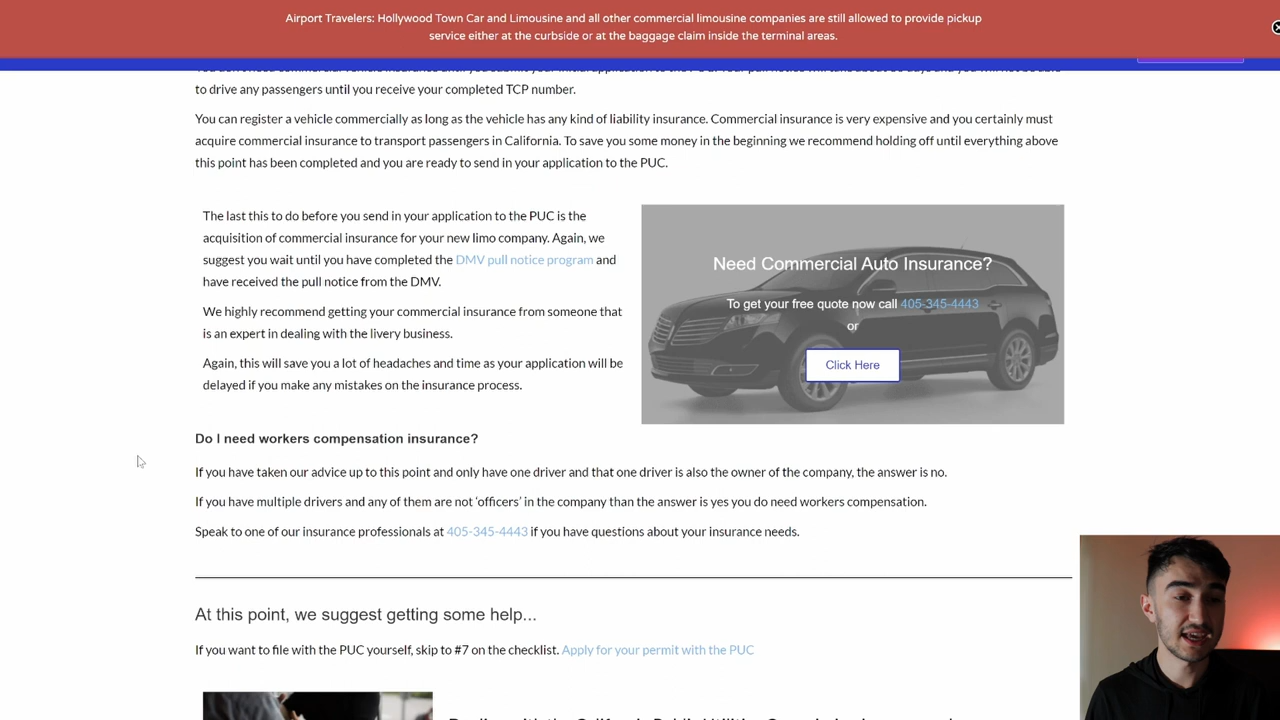 Airport Travelers: Hollywood Town Car and Limousine and all other commercial limousine companies are still allowed to provide pickup
service either at the curbside or at the baggage claim inside the terminal areas.
to drive any passengers until you receive your completed TCP number.
You can register a vehicle commercially as long as the vehicle has any kind of liability insurance. Commercial insurance is very expensive and you certainly must
acquire commercial insurance to transport passengers in California. To save you some money in the beginning we recommend holding off until everything above
this point has been completed and you are ready to send in your application to the PUC.
The last this to do before you send in your application to the PUC is the
acquisition of commercial insurance for your new limo company. Again, we
suggest you wait until you have completed the DMV pull notice program and
have received the pull notice from the DMV.
We highly recommend getting your commercial insurance from someone that
is an expert in dealing with the livery business.
Again, this will save you a lot of headaches and time as your application will be
delayed if you make any mistakes on the insurance process.
Need Commercial Auto Insurance?
To get your free quote now call 405-345-4443
or
Click Here
Do I need workers compensation insurance?
If you have taken our advice up to this point and only have one driver and that one driver is also the owner of the company, the answer is no.
If you have multiple drivers and any of them are not 'officers' in the company than the answer is yes you do need workers compensation.
Speak to one of our insurance professionals at 405-345-4443 if you have questions about your insurance needs.
At this point, we suggest getting some help...
If you want to file with the PUC yourself, skip to #7 on the checklist. Apply for your permit with the PUC